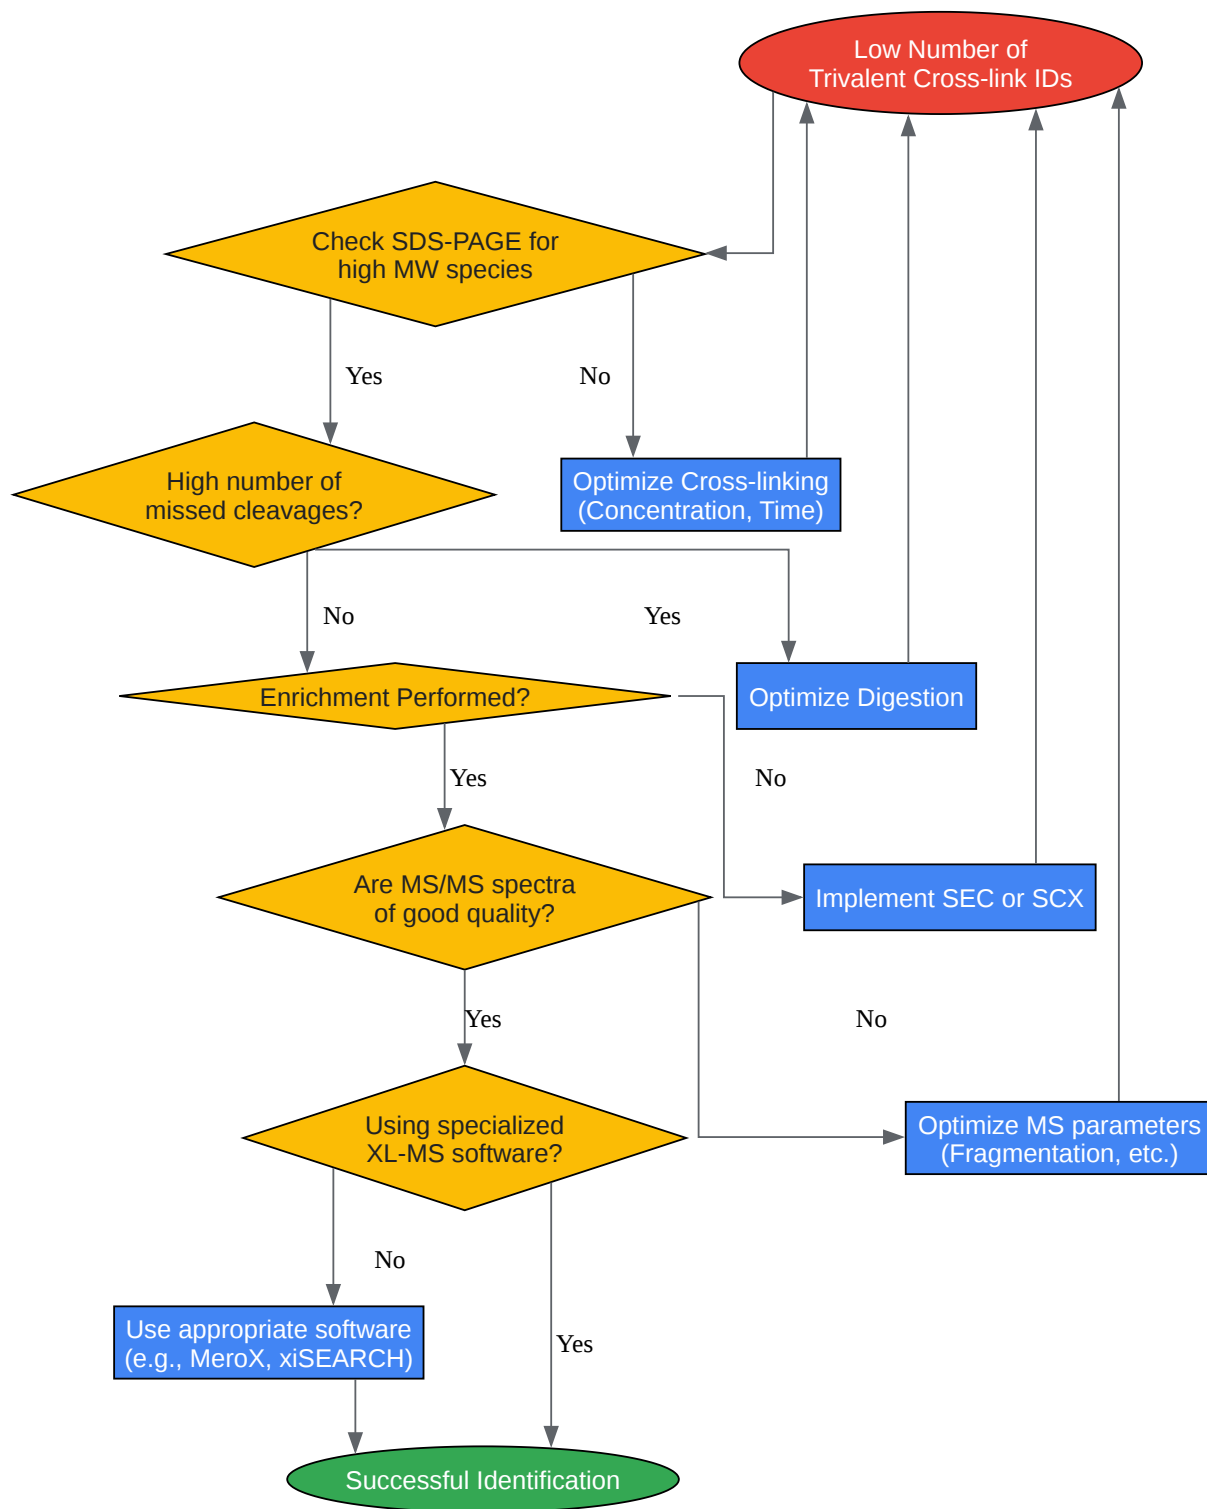 Low Number of
Trivalent Cross-link IDs
Check SDS-PAGE for
high MW species
Yes
No
High number of
missed cleavages?
Optimize Cross-linking
(Concentration, Time)
No
Yes
Enrichment Performed?
Optimize Digestion
Yes
No
Are MS/MS spectra
of good quality?
Implement SEC or SCX
Yes
No
Using specialized
XL-MS software?
Optimize MS parameters
(Fragmentation, etc.)
No
Use appropriate software
(e.g., MeroX, xiSEARCH)
Yes
Successful Identification